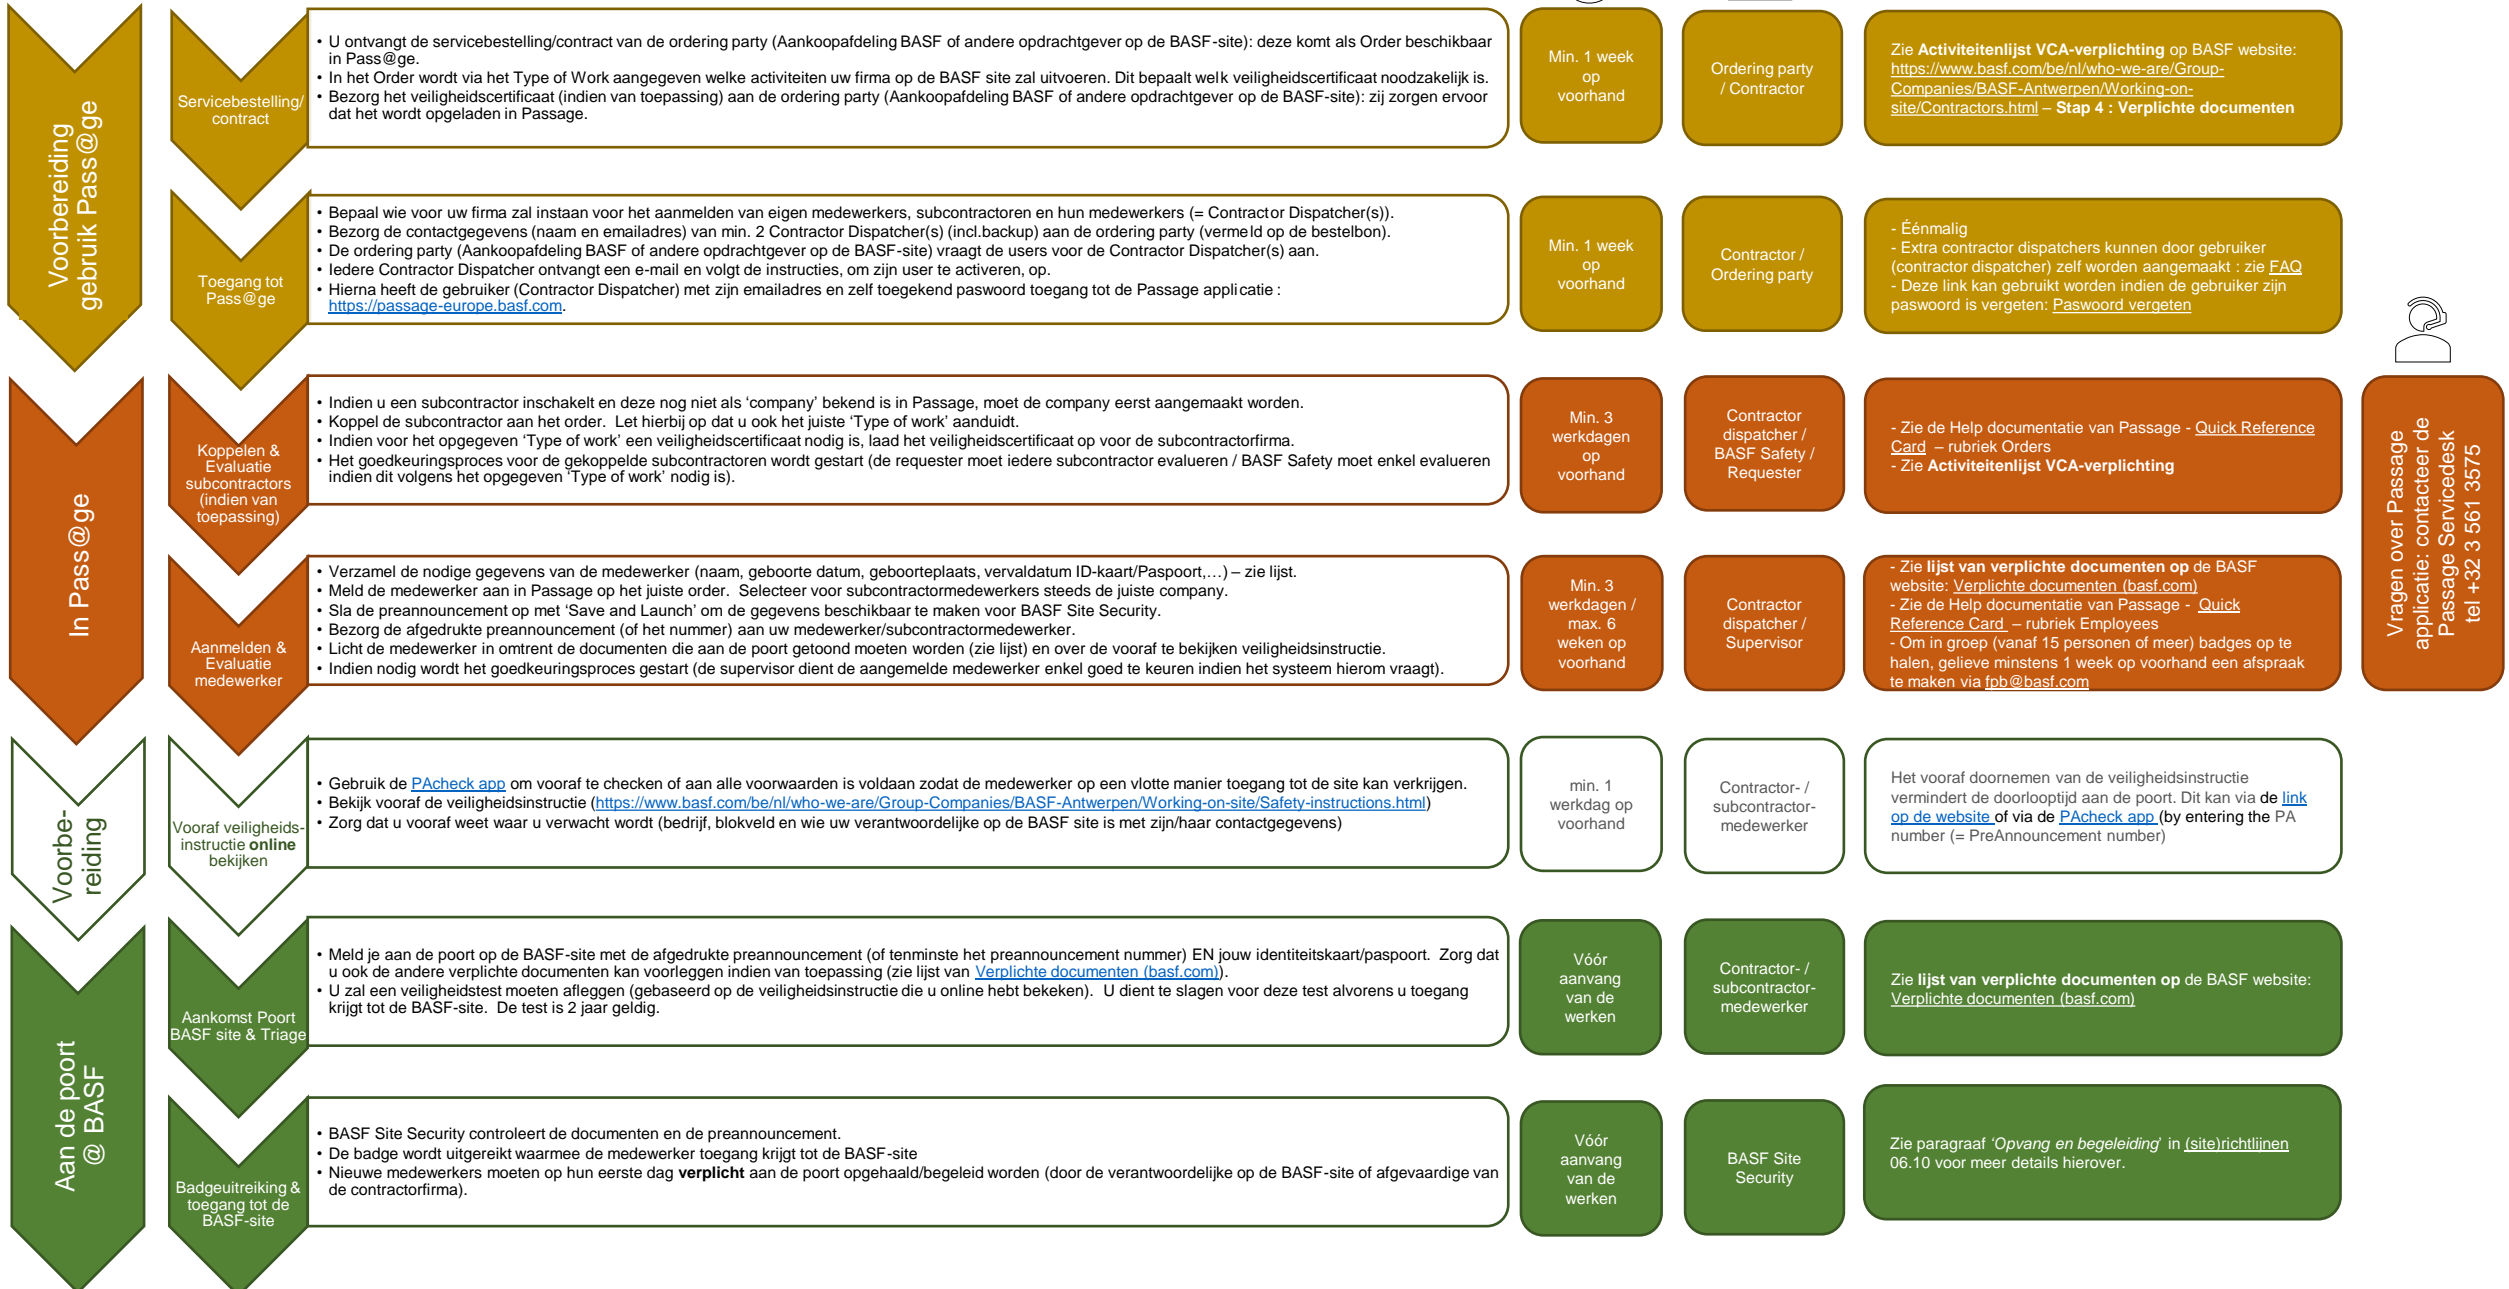 Voorbereiding
gebruik Pass@ge
Servicebestelling/
contract
• U ontvangt de servicebestelling/contract van de ordering party (Aankoopafdeling BASF of andere opdrachtgever op de BASF-site): deze komt als Order beschikbaar
in Pass@ge.
• In het Order wordt via het Type of Work aangegeven welke activiteiten uw firma op de BASF site zal uitvoeren. Dit bepaalt welk veiligheidscertificaat noodzakelijk is.
• Bezorg het veiligheidscertificaat (indien van toepassing) aan de ordering party (Aankoopafdeling BASF of andere opdrachtgever op de BASF-site): zij zorgen ervoor
dat het wordt opgeladen in Passage.
Min. 1 week
op
voorhand
Ordering party
/ Contractor
Zie Activiteitenlijst VCA-verplichting op BASF website:
https://www.basf.com/be/nl/who-we-are/Group-
Companies/BASF-Antwerpen/Working-on-
site/Contractors.html – Stap 4 : Verplichte documenten
Toegang tot
Pass@ge
• Bepaal wie voor uw firma zal instaan voor het aanmelden van eigen medewerkers, subcontractoren en hun medewerkers (= Contractor Dispatcher(s)).
• Bezorg de contactgegevens (naam en emailadres) van min. 2 Contractor Dispatcher(s) (incl.backup) aan de ordering party (vermeld op de bestelbon).
• De ordering party (Aankoopafdeling BASF of andere opdrachtgever op de BASF-site) vraagt de users voor de Contractor Dispatcher(s) aan.
• Iedere Contractor Dispatcher ontvangt een e-mail en volgt de instructies, om zijn user te activeren, op.
• Hierna heeft de gebruiker (Contractor Dispatcher) met zijn emailadres en zelf toegekend paswoord toegang tot de Passage applicatie :
https://passage-europe.basf.com.
Min. 1 week
op
voorhand
Contractor /
Ordering party
- Éénmalig
- Extra contractor dispatchers kunnen door gebruiker
(contractor dispatcher) zelf worden aangemaakt : zie FAQ
- Deze link kan gebruikt worden indien de gebruiker zijn
paswoord is vergeten: Paswoord vergeten
In Pass@ge
Koppelen &
Evaluatie
subcontractors
(indien van
toepassing)
• Indien u een subcontractor inschakelt en deze nog niet als ‘company’ bekend is in Passage, moet de company eerst aangemaakt worden.
• Koppel de subcontractor aan het order. Let hierbij op dat u ook het juiste ‘Type of work’ aanduidt.
• Indien voor het opgegeven ‘Type of work’ een veiligheidscertificaat nodig is, laad het veiligheidscertificaat op voor de subcontractorfirma.
• Het goedkeuringsproces voor de gekoppelde subcontractoren wordt gestart (de requester moet iedere subcontractor evalueren / BASF Safety moet enkel evalueren
indien dit volgens het opgegeven ‘Type of work’ nodig is).
Min. 3
werkdagen
op
voorhand
Contractor
dispatcher /
BASF Safety /
Requester
- Zie de Help documentatie van Passage - Quick Reference
Card – rubriek Orders
- Zie Activiteitenlijst VCA-verplichting
Aanmelden &
Evaluatie
medewerker
• Verzamel de nodige gegevens van de medewerker (naam, geboorte datum, geboorteplaats, vervaldatum ID-kaart/Paspoort,…) – zie lijst.
• Meld de medewerker aan in Passage op het juiste order. Selecteer voor subcontractormedewerkers steeds de juiste company.
• Sla de preannouncement op met ‘Save and Launch’ om de gegevens beschikbaar te maken voor BASF Site Security.
• Bezorg de afgedrukte preannouncement (of het nummer) aan uw medewerker/subcontractormedewerker.
• Licht de medewerker in omtrent de documenten die aan de poort getoond moeten worden (zie lijst) en over de vooraf te bekijken veiligheidsinstructie.
• Indien nodig wordt het goedkeuringsproces gestart (de supervisor dient de aangemelde medewerker enkel goed te keuren indien het systeem hierom vraagt).
Min. 3
werkdagen /
max. 6
weken op
voorhand
Contractor
dispatcher /
Supervisor
- Zie lijst van verplichte documenten op de BASF
website: Verplichte documenten (basf.com)
- Zie de Help documentatie van Passage - Quick
Reference Card – rubriek Employees
- Om in groep (vanaf 15 personen of meer) badges op te
halen, gelieve minstens 1 week op voorhand een afspraak
te maken via fpb@basf.com
Vragen over Passage
applicatie: contacteer de
Passage Servicedesk
tel +32 3 561 3575
Voorbe-
reiding
Vooraf veiligheids-
instructie online
bekijken
• Gebruik de PAcheck app om vooraf te checken of aan alle voorwaarden is voldaan zodat de medewerker op een vlotte manier toegang tot de site kan verkrijgen.
• Bekijk vooraf de veiligheidsinstructie (https://www.basf.com/be/nl/who-we-are/Group-Companies/BASF-Antwerpen/Working-on-site/Safety-instructions.html)
• Zorg dat u vooraf weet waar u verwacht wordt (bedrijf, blokveld en wie uw verantwoordelijke op de BASF site is met zijn/haar contactgegevens)
min. 1
werkdag op
voorhand
Contractor- /
subcontractor-
medewerker
Het vooraf doornemen van de veiligheidsinstructie
vermindert de doorlooptijd aan de poort. Dit kan via de link
op de website of via de PAcheck app (by entering the PA
number (= PreAnnouncement number)
Aan de poort
@ BASF
Aankomst Poort
BASF site & Triage
• Meld je aan de poort op de BASF-site met de afgedrukte preannouncement (of tenminste het preannouncement nummer) EN jouw identiteitskaart/paspoort. Zorg dat
u ook de andere verplichte documenten kan voorleggen indien van toepassing (zie lijst van Verplichte documenten (basf.com)).
• U zal een veiligheidstest moeten afleggen (gebaseerd op de veiligheidsinstructie die u online hebt bekeken). U dient te slagen voor deze test alvorens u toegang
krijgt tot de BASF-site. De test is 2 jaar geldig.
Vóór
aanvang
van de
werken
Contractor- /
subcontractor-
medewerker
Zie lijst van verplichte documenten op de BASF website:
Verplichte documenten (basf.com)
Badgeuitreiking &
toegang tot de
BASF-site
• BASF Site Security controleert de documenten en de preannouncement.
• De badge wordt uitgereikt waarmee de medewerker toegang krijgt tot de BASF-site
• Nieuwe medewerkers moeten op hun eerste dag verplicht aan de poort opgehaald/begeleid worden (door de verantwoordelijke op de BASF-site of afgevaardige van
de contractorfirma).
Vóór
aanvang
van de
werken
BASF Site
Security
Zie paragraaf ‘Opvang en begeleiding’ in (site)richtlijnen
06.10 voor meer details hierover.